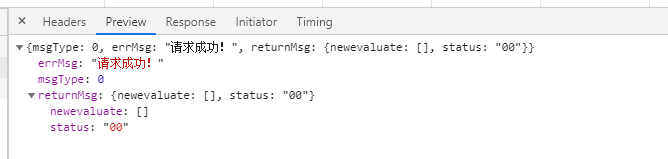 Headers Preview Response Initiator Timing
{msgType: 0, errMsg: "请求成功！", returnMsg: {newevaluate: [], status: "00"}}
errMsg: "请求成功！"
msgType: 0
returnMsg: {newevaluate: [], status: "00"}
newevaluate: []
status: "00"